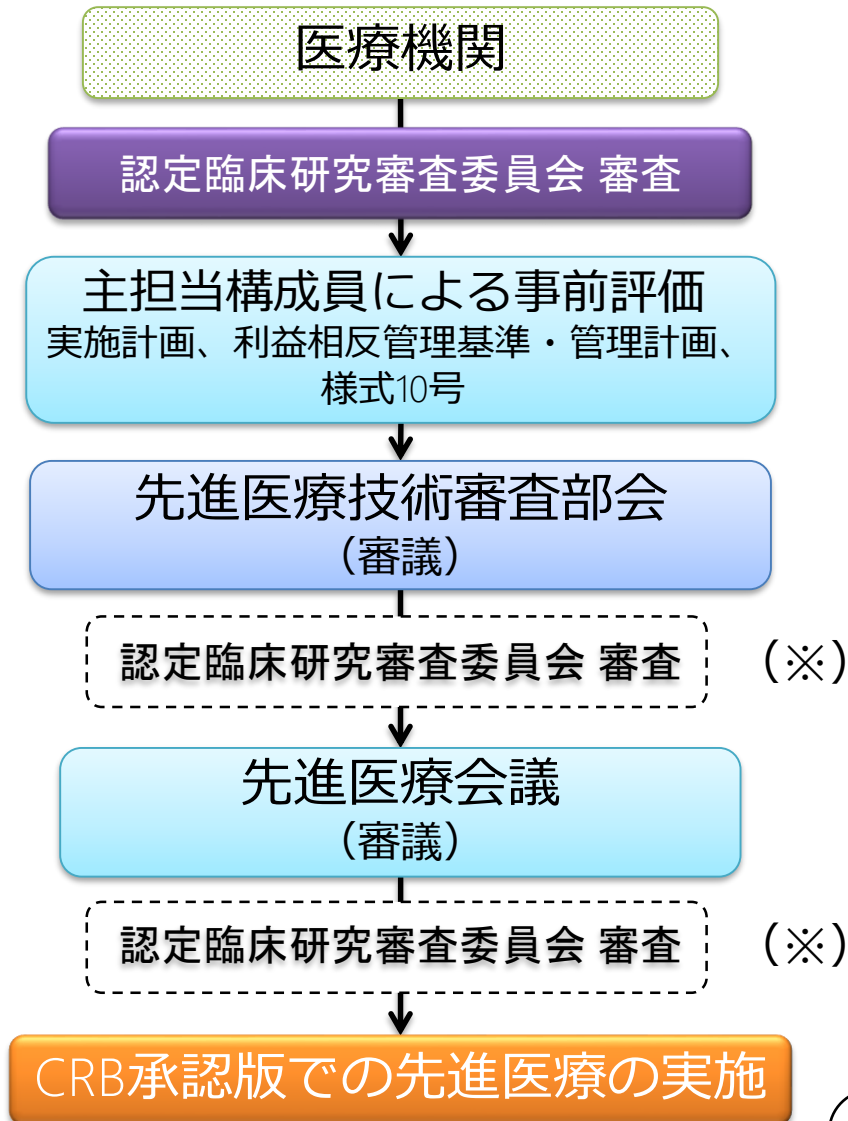 医療機関
認定臨床研究審査委員会 審査
主担当構成員による事前評価
実施計画、利益相反管理基準・管理計画、
様式10号
先進医療技術審査部会
（審議）
認定臨床研究審査委員会 審査 （※）
先進医療会議
（審議）
認定臨床研究審査委員会 審査 （※）
CRB承認版での先進医療の実施